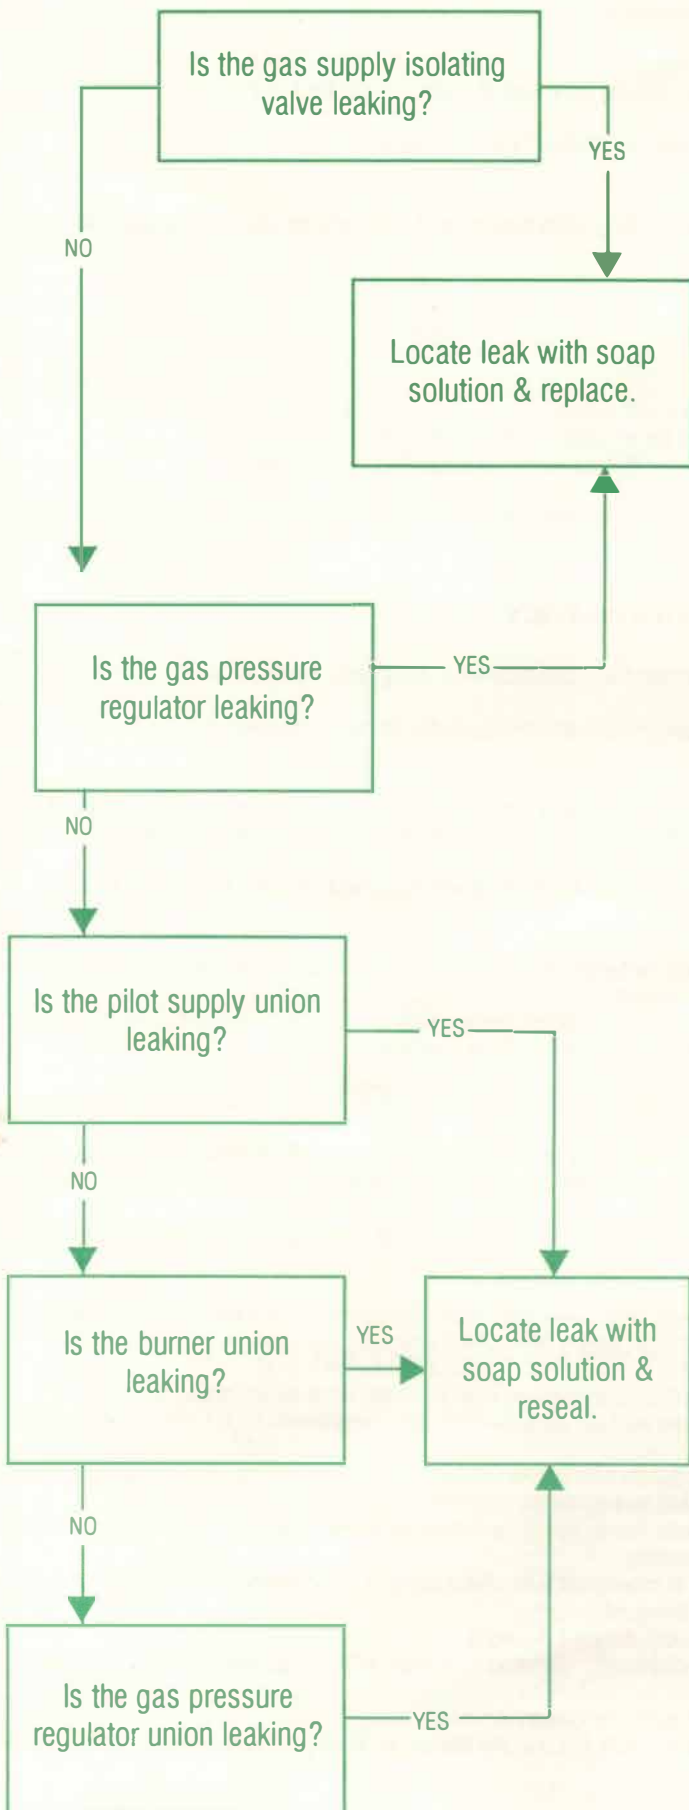 Is the gas supply isolating
valve leaking?
YES
NO
Locate leak with soap
solution & replace.
Is the gas pressure
regulator leaking?
YES
NO
Is the pilot supply union
leaking?
YES
NO
Is the burner union
leaking?
YES
Locate leak with
soap solution &
reseal.
NO
Is the gas pressure
regulator union leaking?
YES